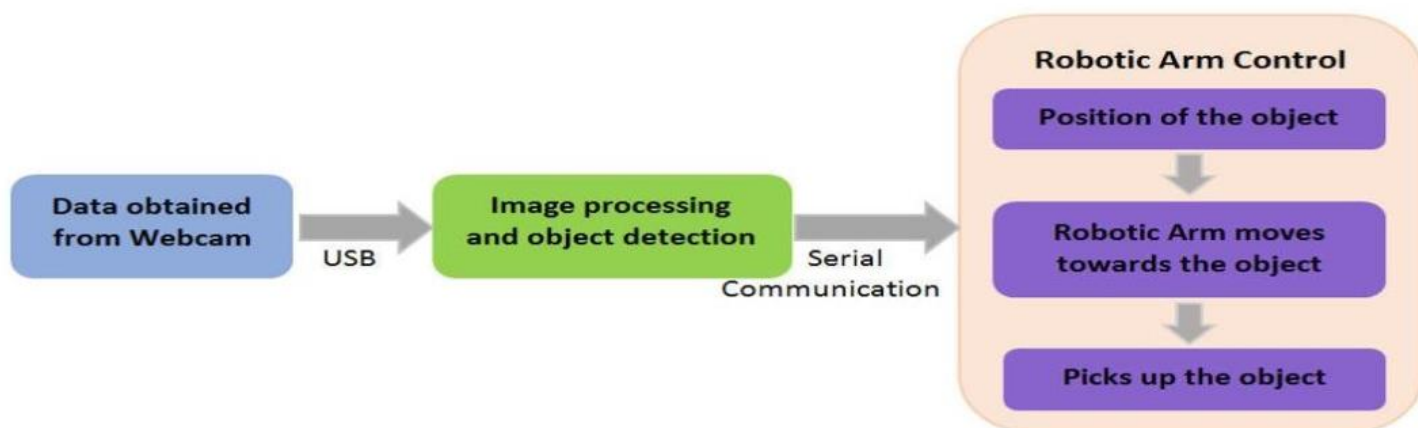 Data obtained
from Webcam
USB
Image processing
and object detection
Serial
Communication
Robotic Arm Control
Position of the object
Robotic Arm moves
towards the object
Picks up the object